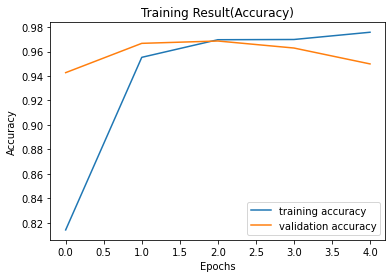 Training Result(Accuracy)
0.98
0.96
0.94
0.92
0.90
0.88
0.86
0.84
0.82
Accuracy
training accuracy
validation accuracy
0.0 0.5 1.0 1.5 2.0 2.5 3.0 3.5 4.0
Epochs